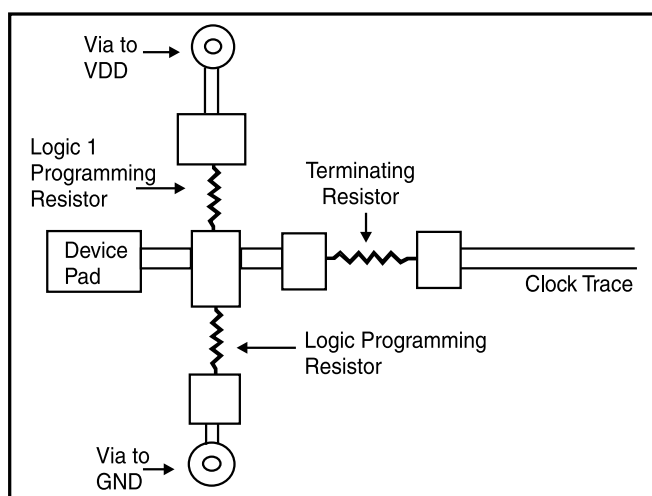 Via to
VDD
Logic 1
Programming
Resistor
Terminating
Resistor
Device
Pad
Clock Trace
Logic Programming
Resistor
Via to
GND